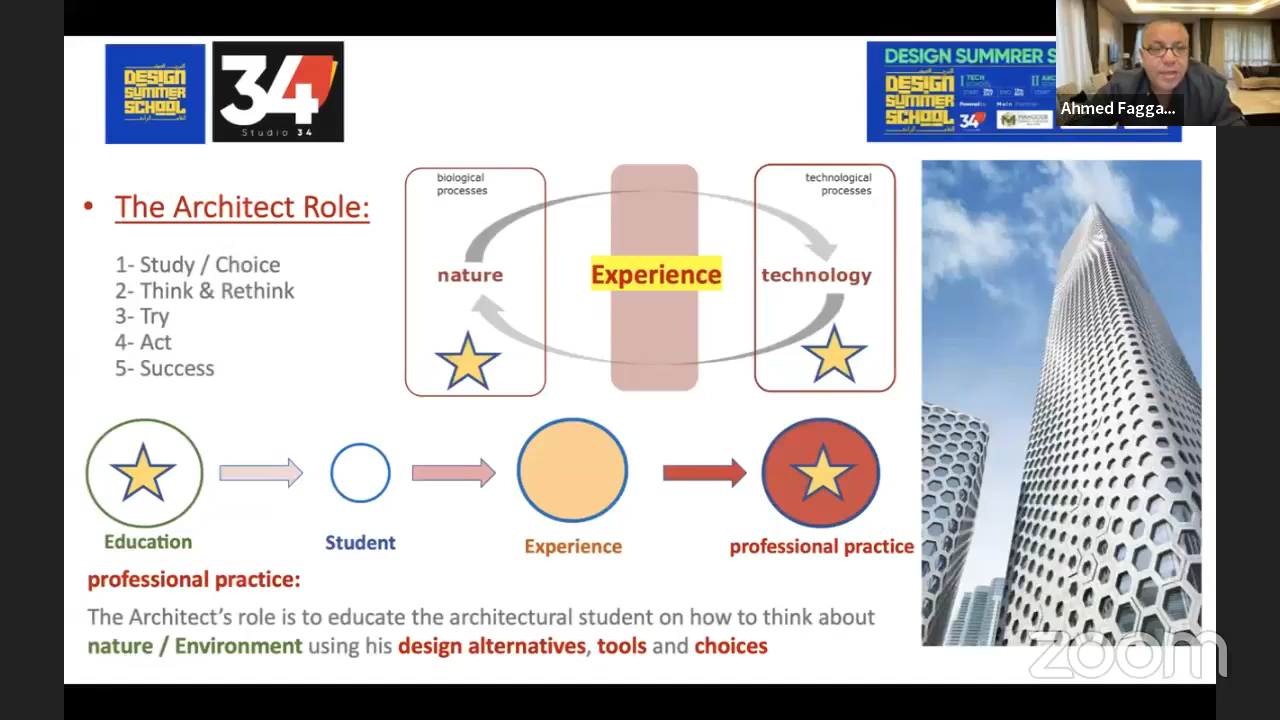 DESIGN
SUMMER
SCHOOL
34
Studio 34
DESIGN SUMMRER S
DESIGN
SUMMER
SCHOOL
TECH
34
Ahmed Fagga...
• The Architect Role:
1- Study / Choice
2- Think & Rethink
3- Try
4- Act
5- Success
biological
processes
nature
Experience
technological
processes
technology
Education
Student
Experience
professional practice
professional practice:
The Architect’s role is to educate the architectural student on how to think about
nature / Environment using his design alternatives, tools and choices
zoom